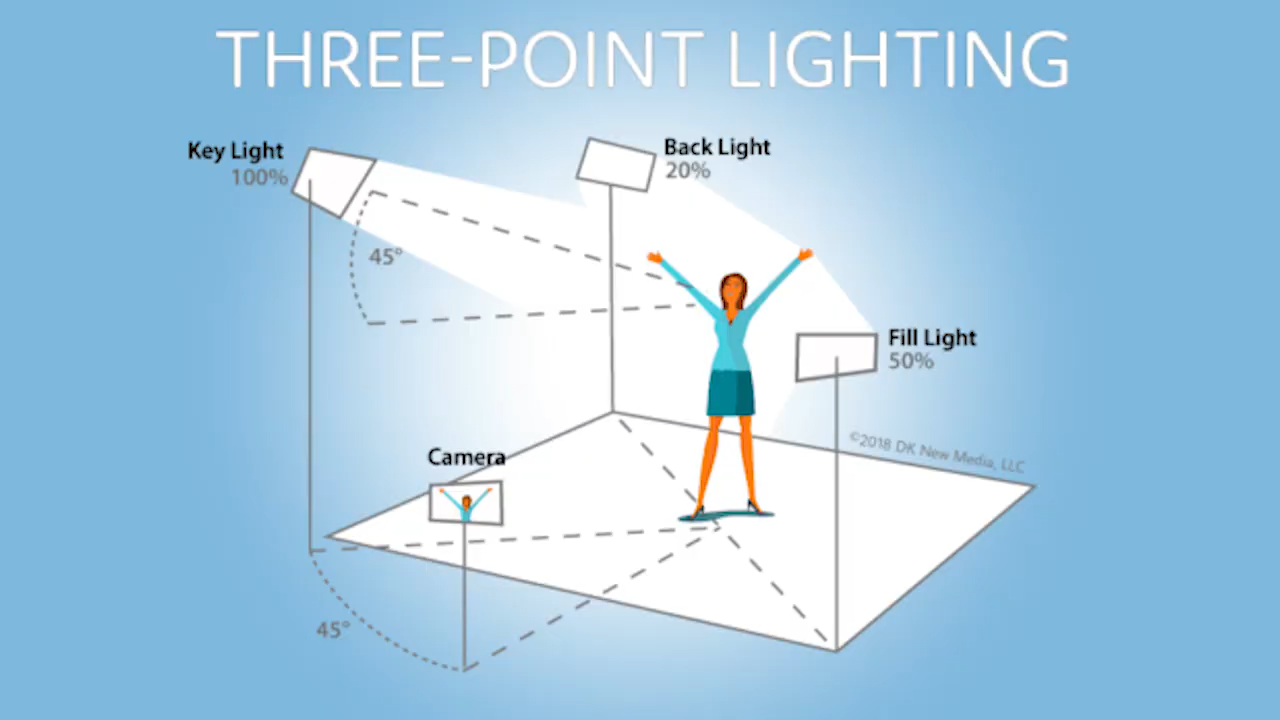 THREE-POINT LIGHTING
Key Light
100%
Back Light
20%
45°
Fill Light
50%
©2018 DK New Media, LLC
Camera
45°